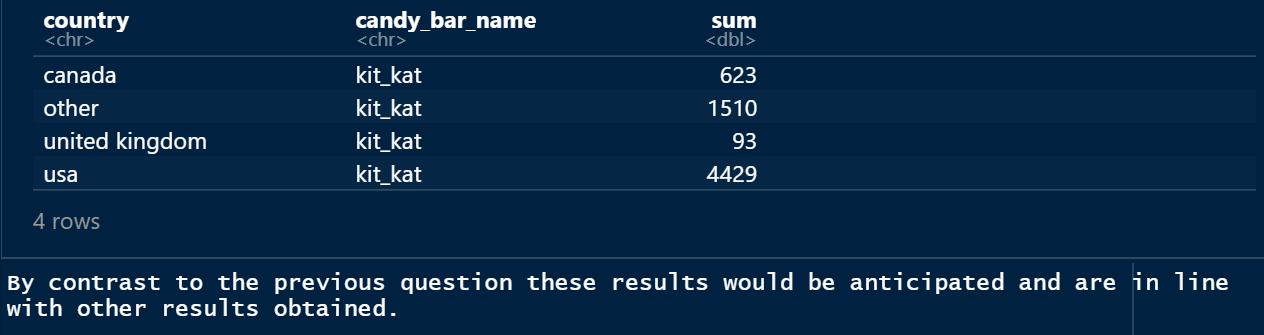 country candy_bar_name sum
<chr> <chr> <dbl>
canada kit_kat 623
other kit_kat 1510
united kingdom kit_kat 93
usa kit_kat 4429
4 rows
By contrast to the previous question these results would be anticipated and are in line
with other results obtained.